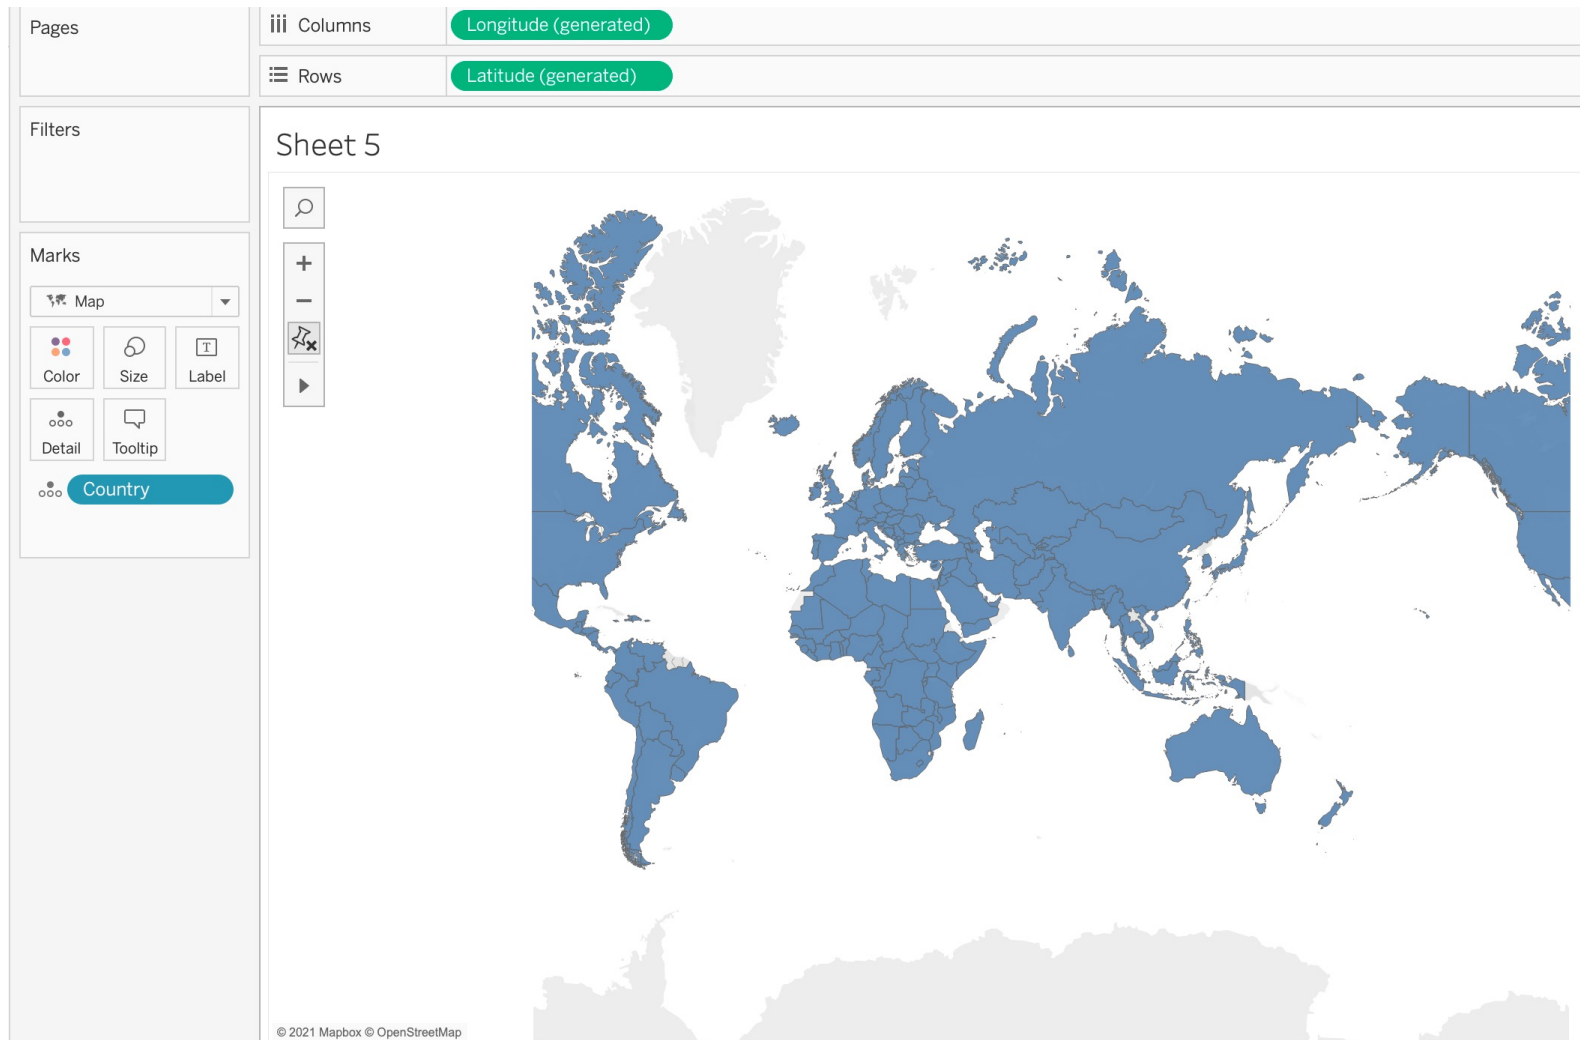 Pages
Columns
Longitude (generated)
Rows
Latitude (generated)
Filters
Sheet 5
Marks
Map
Color
Size
T
Label
Detail
Tooltip
Country
© 2021 Mapbox © OpenStreetMap